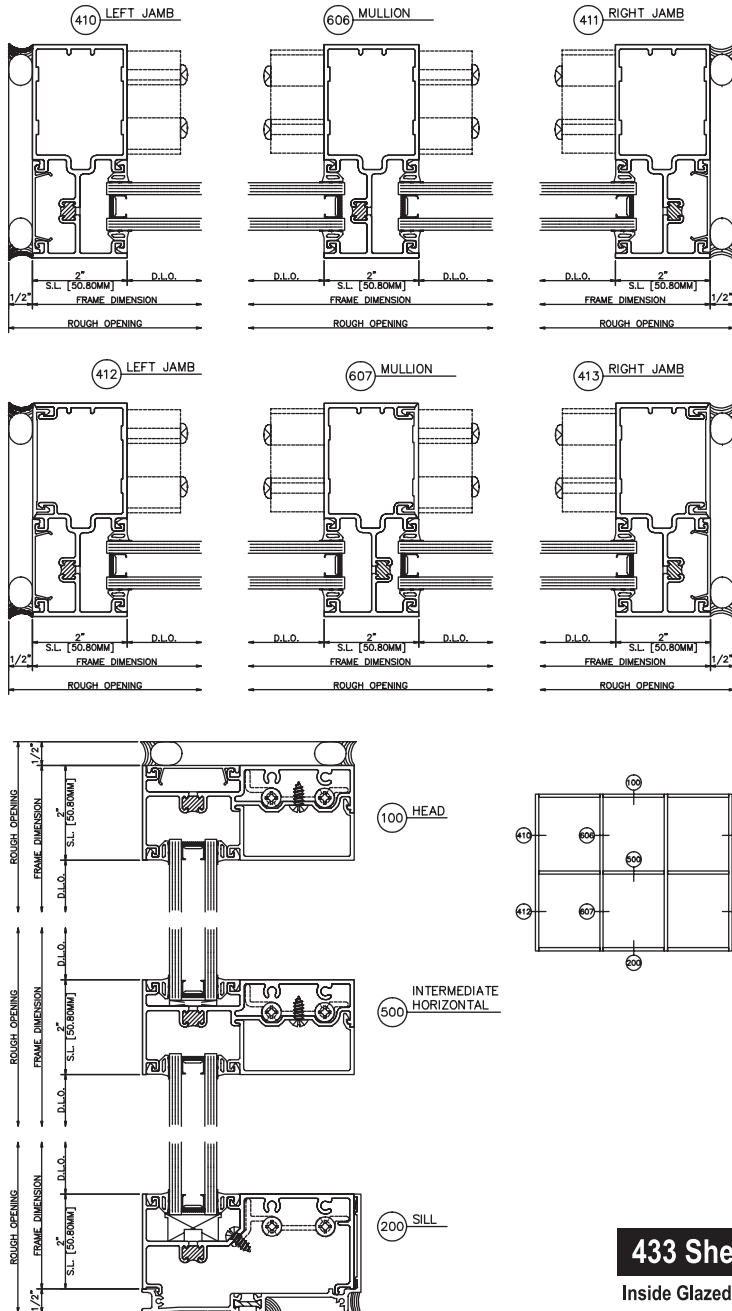 410 LEFT JAMB
606 MULLION
411 RIGHT JAMB
2"
S.L. [50.80MM]
D.L.O.
1/2"
FRAME DIMENSION
ROUGH OPENING
D.L.O.
2"
S.L. [50.80MM]
D.L.O.
FRAME DIMENSION
ROUGH OPENING
D.L.O.
2"
S.L. [50.80MM]
FRAME DIMENSION
1/2"
ROUGH OPENING
412 LEFT JAMB
607 MULLION
413 RIGHT JAMB
2"
S.L. [50.80MM]
D.L.O.
1/2"
FRAME DIMENSION
ROUGH OPENING
D.L.O.
2"
S.L. [50.80MM]
D.L.O.
FRAME DIMENSION
ROUGH OPENING
D.L.O.
2"
S.L. [50.80MM]
FRAME DIMENSION
1/2"
ROUGH OPENING
ROUGH OPENING
1/2"
FRAME DIMENSION
2"
S.L. [50.80MM]
D.L.O.
100 HEAD
ROUGH OPENING
FRAME DIMENSION
D.L.O.
2"
S.L. [50.80MM]
D.L.O.
500 INTERMEDIATE
HORIZONTAL
ROUGH OPENING
FRAME DIMENSION
D.L.O.
2"
S.L. [50.80MM]
1/2"
200 SILL
100
410
606
500
412
607
200
433 She
Inside Glazed